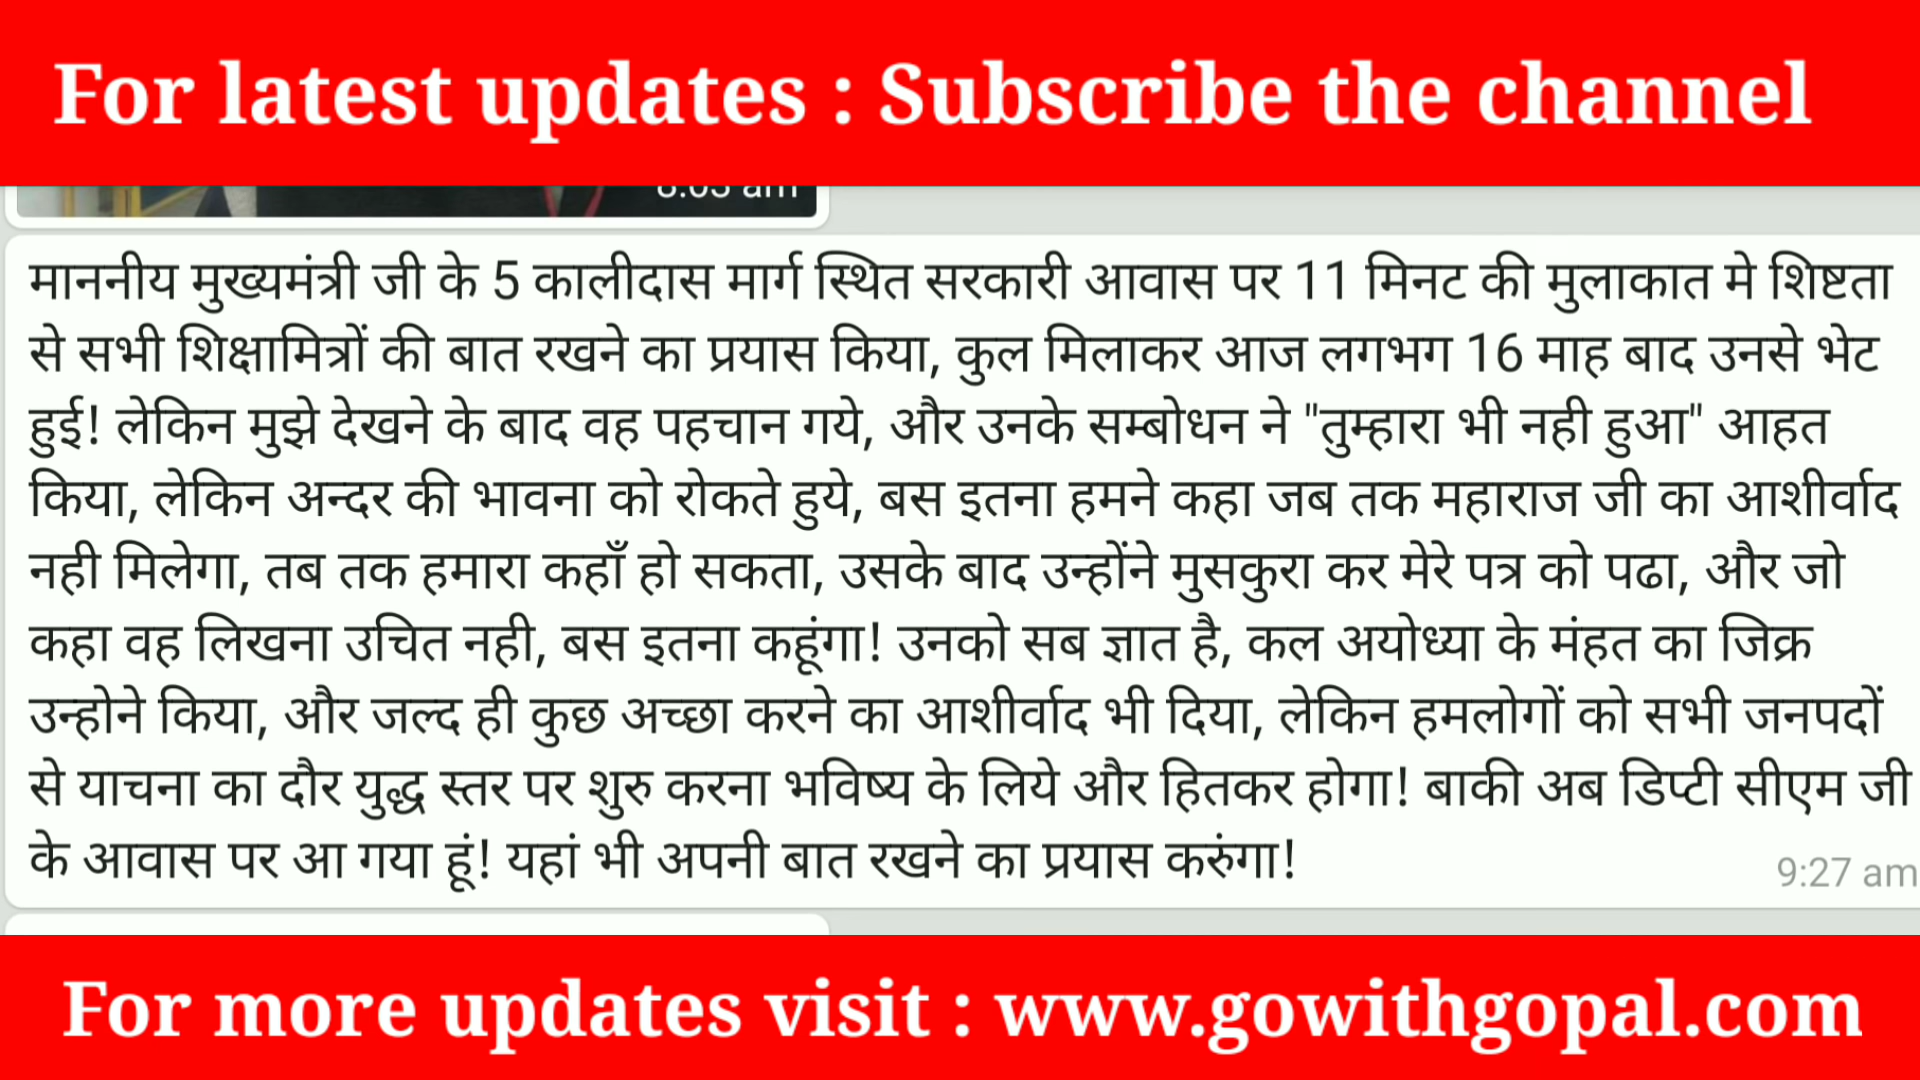 For latest updates : Subscribe the channel
8:05 am
माननीय मुख्यमंत्री जी के 5 कालीदास मार्ग स्थित सरकारी आवास पर 11 मिनट की मुलाकात मे शिष्टता
से सभी शिक्षामित्रों की बात रखने का प्रयास किया, कुल मिलाकर आज लगभग 16 माह बाद उनसे भेट
हुई! लेकिन मुझे देखने के बाद वह पहचान गये, और उनके सम्बोधन ने "तुम्हारा भी नही हुआ" आहत
किया, लेकिन अन्दर की भावना को रोकते हुये, बस इतना हमने कहा जब तक महाराज जी का आशीर्वाद
नही मिलेगा, तब तक हमारा कहाँ हो सकता, उसके बाद उन्होंने मुसकुरा कर मेरे पत्र को पढा, और जो
कहा वह लिखना उचित नही, बस इतना कहूंगा! उनको सब ज्ञात है, कल अयोध्या के मंहत का जिक्र
उन्होने किया, और जल्द ही कुछ अच्छा करने का आशीर्वाद भी दिया, लेकिन हमलोगों को सभी जनपदों
से याचना का दौर युद्ध स्तर पर शुरु करना भविष्य के लिये और हितकर होगा! बाकी अब डिप्टी सीएम जी
के आवास पर आ गया हूं! यहां भी अपनी बात रखने का प्रयास करुंगा!
9:27 am
For more updates visit : www.gowithgopal.com